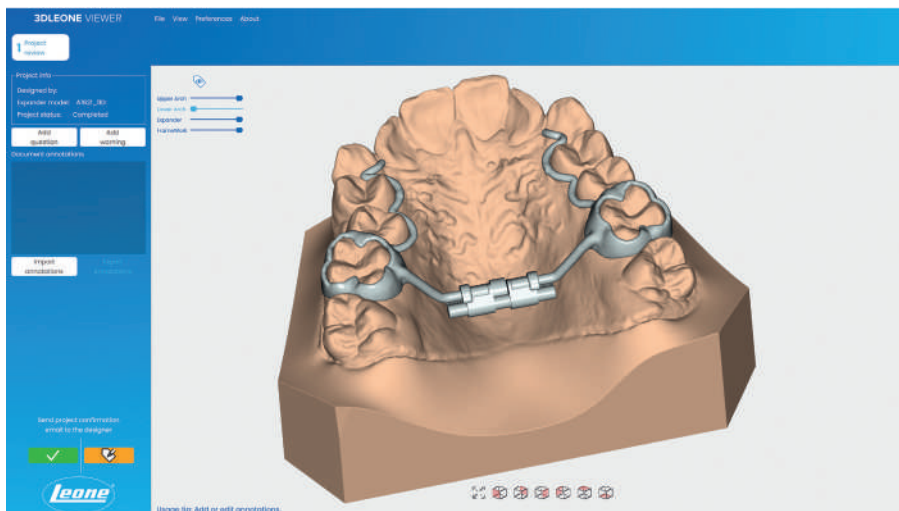 3DLEONE VIEWER
File View Preferences About
1 Project
review
Project info
Designed by:
Expander model:
Project status: Completed
Add
question
Add
warning
Document annotations
Import
annotations
Export
annotations
Upper Arch
Lower Arch
Expander
Framework
Send project confirmation
email to the designer
Leone
Usage tip: Add or edit annotations.